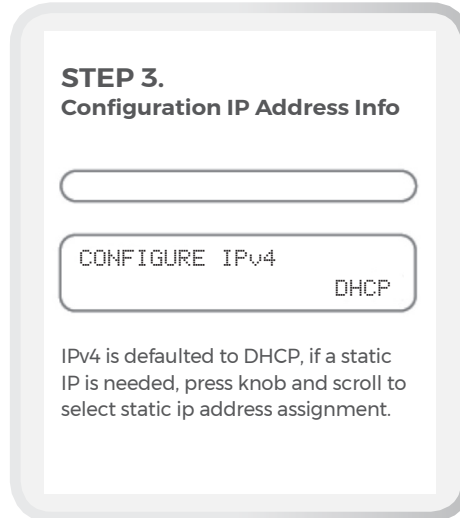 STEP 3.
Configuration IP Address Info
CONFIGURE IPv4
DHCP
IPv4 is defaulted to DHCP, if a static
IP is needed, press knob and scroll to
select static ip address assignment.